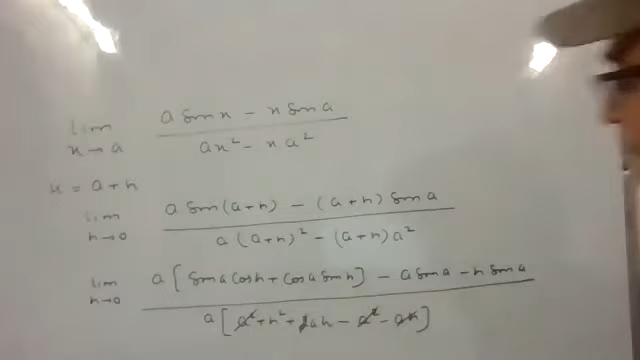 lim x→a (a sin x − x sin a) / (ax² − xa²)
x = a+h
lim h→0 (a sin(a+h) − (a+h) sin a) / (a(a+h)² − (a+h)a²)
lim h→0 (a[sin a cos h + cos a sin h] − a sin a − h sin a) / (a[a² + h² + 2ah − a² − ah])